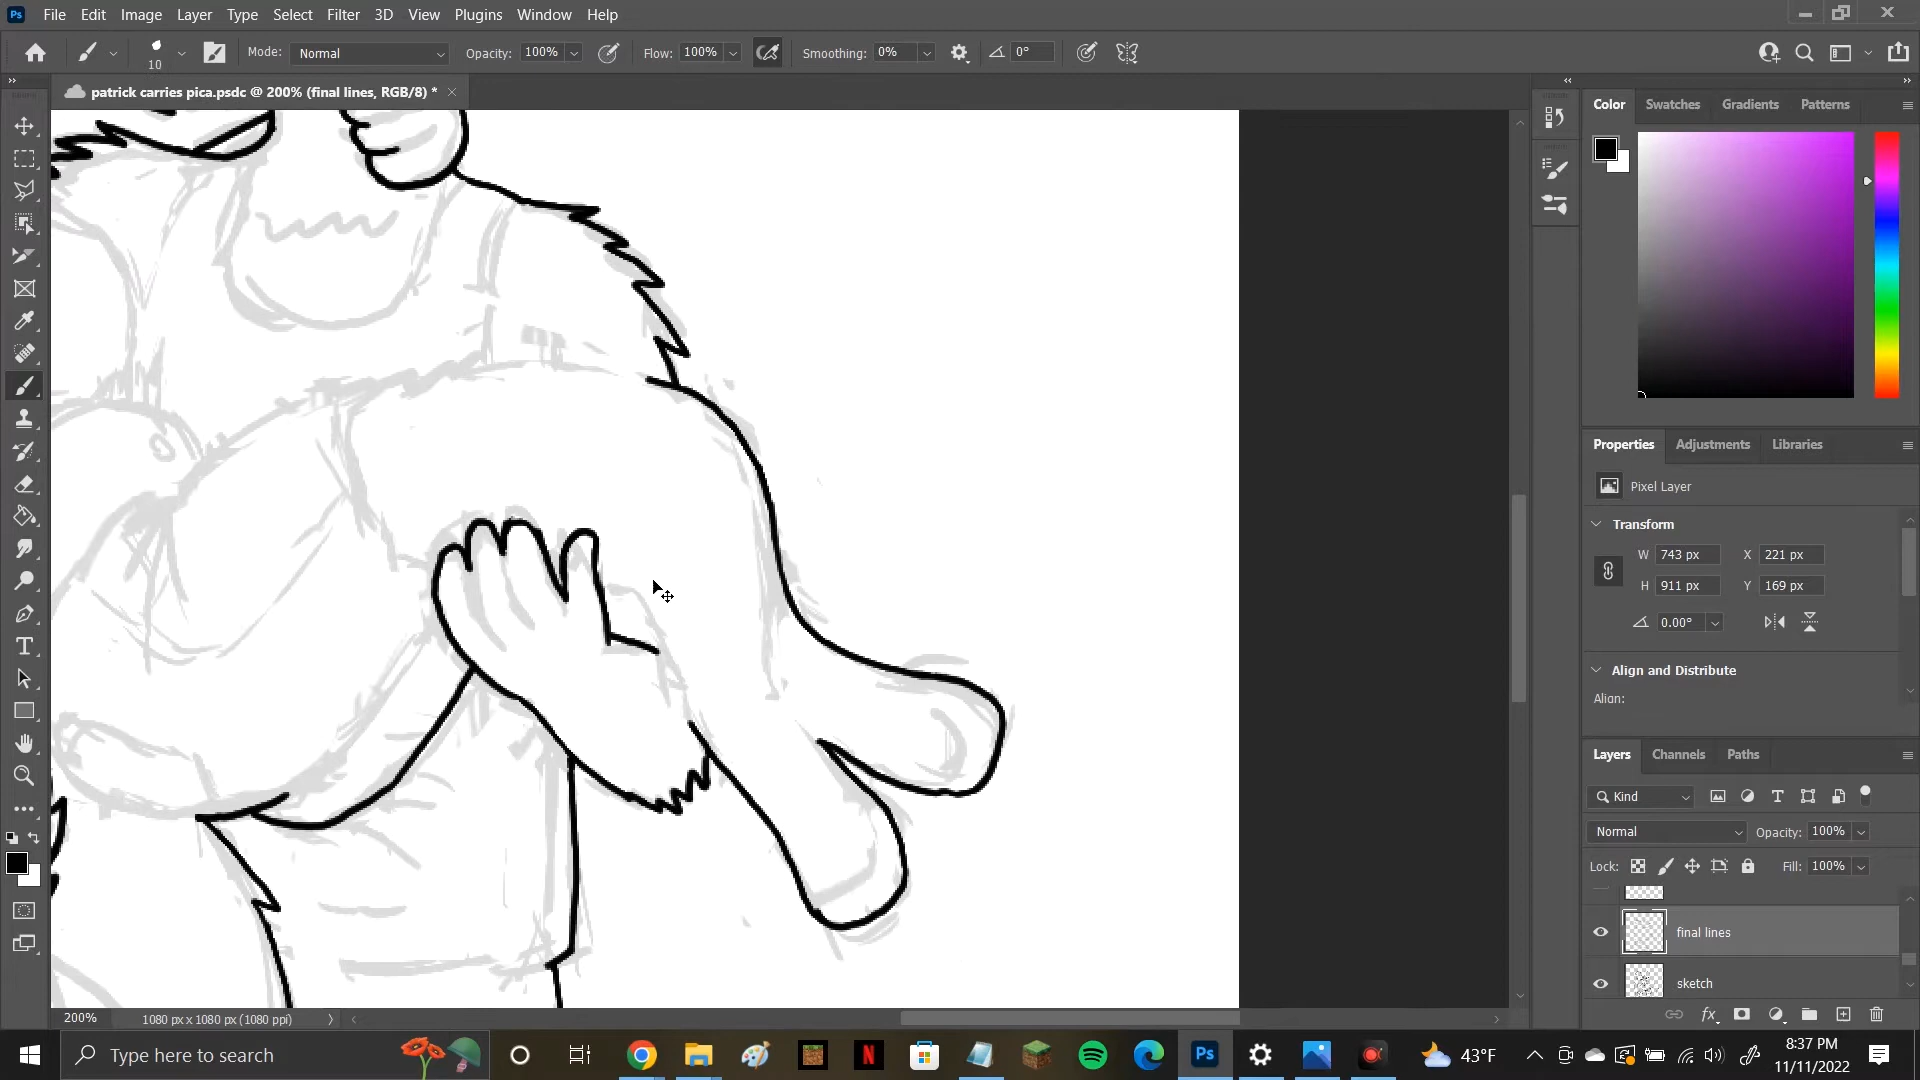 Ps File Edit Image Layer Type Select Filter 3D View Plugins Window Help
10 Mode: Normal Opacity: 100% Flow: 100% Smoothing: 0% 0°
patrick carries pica.psdc @ 200% (final lines, RGB/8) *
Color Swatches Gradients Patterns
Properties Adjustments Libraries
Pixel Layer
Transform
W 743 px X 221 px
H 911 px Y 169 px
0.00°
Align and Distribute
Align:
Layers Channels Paths
Kind
Normal Opacity: 100%
Lock: Fill: 100%
final lines
sketch
fx
200% 1080 px x 1080 px (1080 ppi)
Type here to search
N
Ps
43°F
8:37 PM
11/11/2022